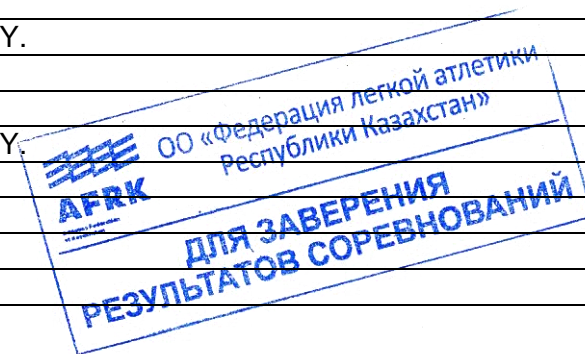 Y.
Y.
ОО «Федерация легкой атлетики
Республики Казахстан»
AFRK
ДЛЯ ЗАВЕРЕНИЯ
РЕЗУЛЬТАТОВ СОРЕВНОВАНИЙ